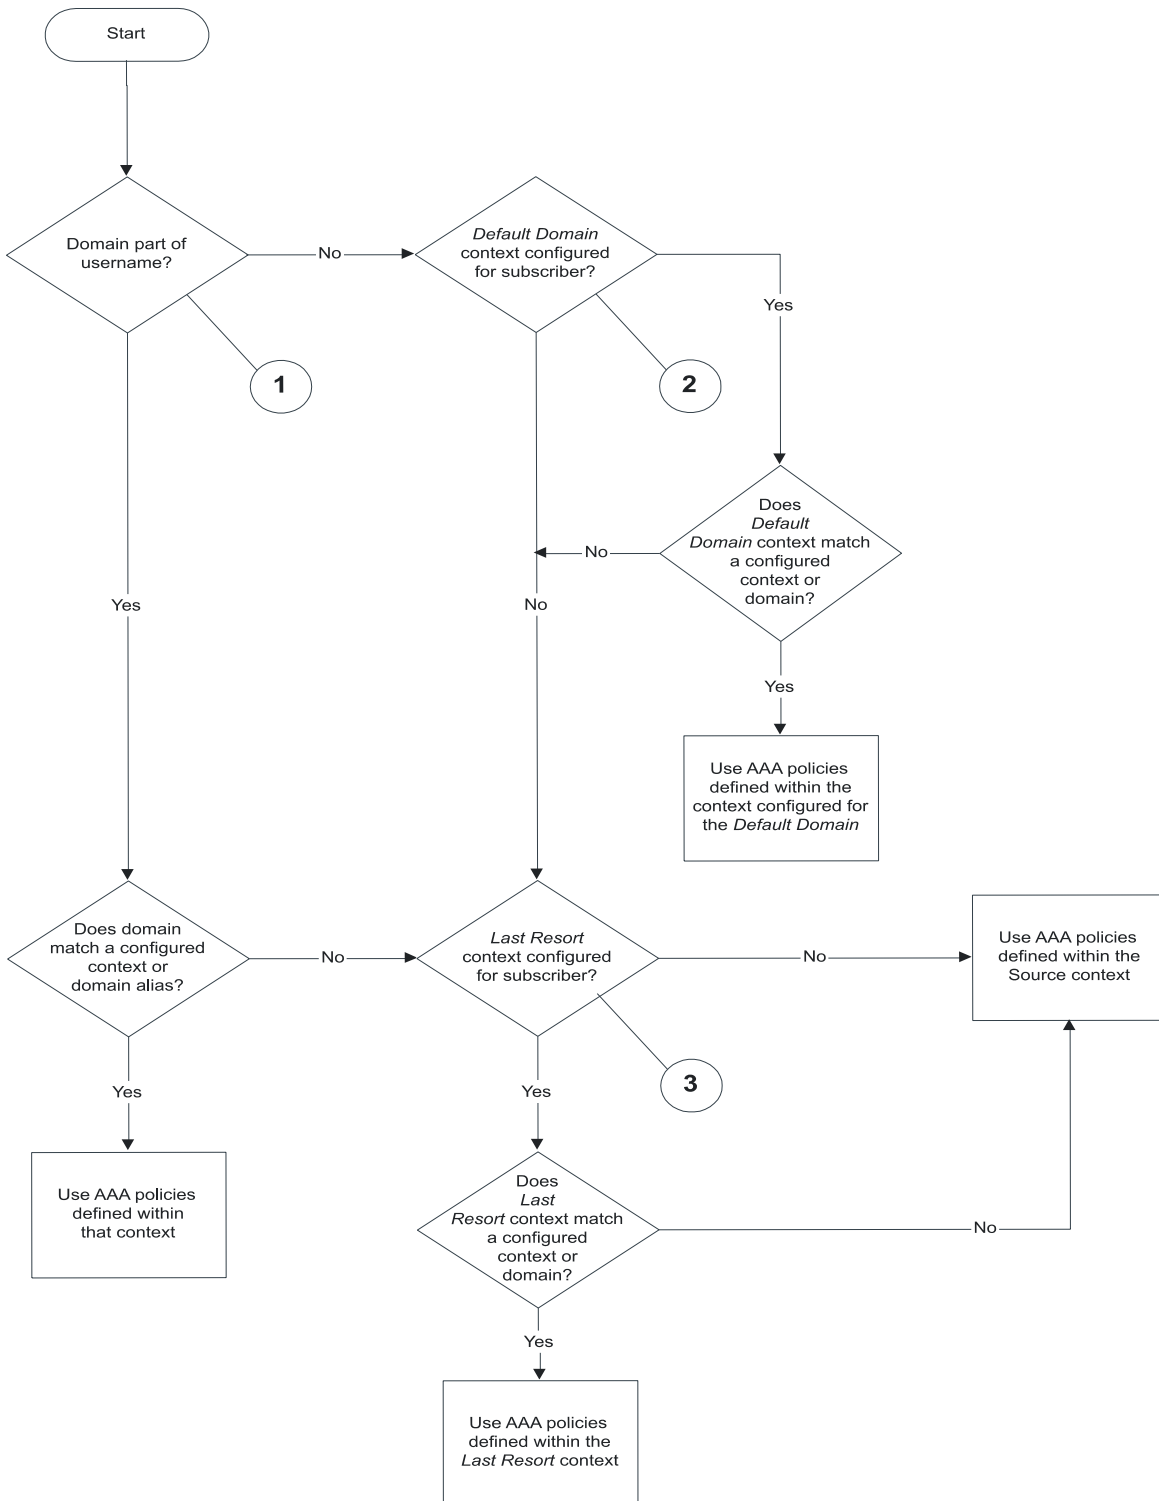 Start
Domain part of
username?
No
Default Domain
context configured
for subscriber?
Yes
1
2
Does
Default
Domain context match
a configured
context or
domain?
No
Yes
No
Yes
Use AAA policies
defined within the
context configured for
the Default Domain
Does domain
match a configured
context or
domain alias?
No
Last Resort
context configured
for subscriber?
No
Use AAA policies
defined within the
Source context
Yes
Yes
3
Use AAA policies
defined within
that context
Does
Last
Resort context match
a configured
context or
domain?
No
Yes
Use AAA policies
defined within the
Last Resort context